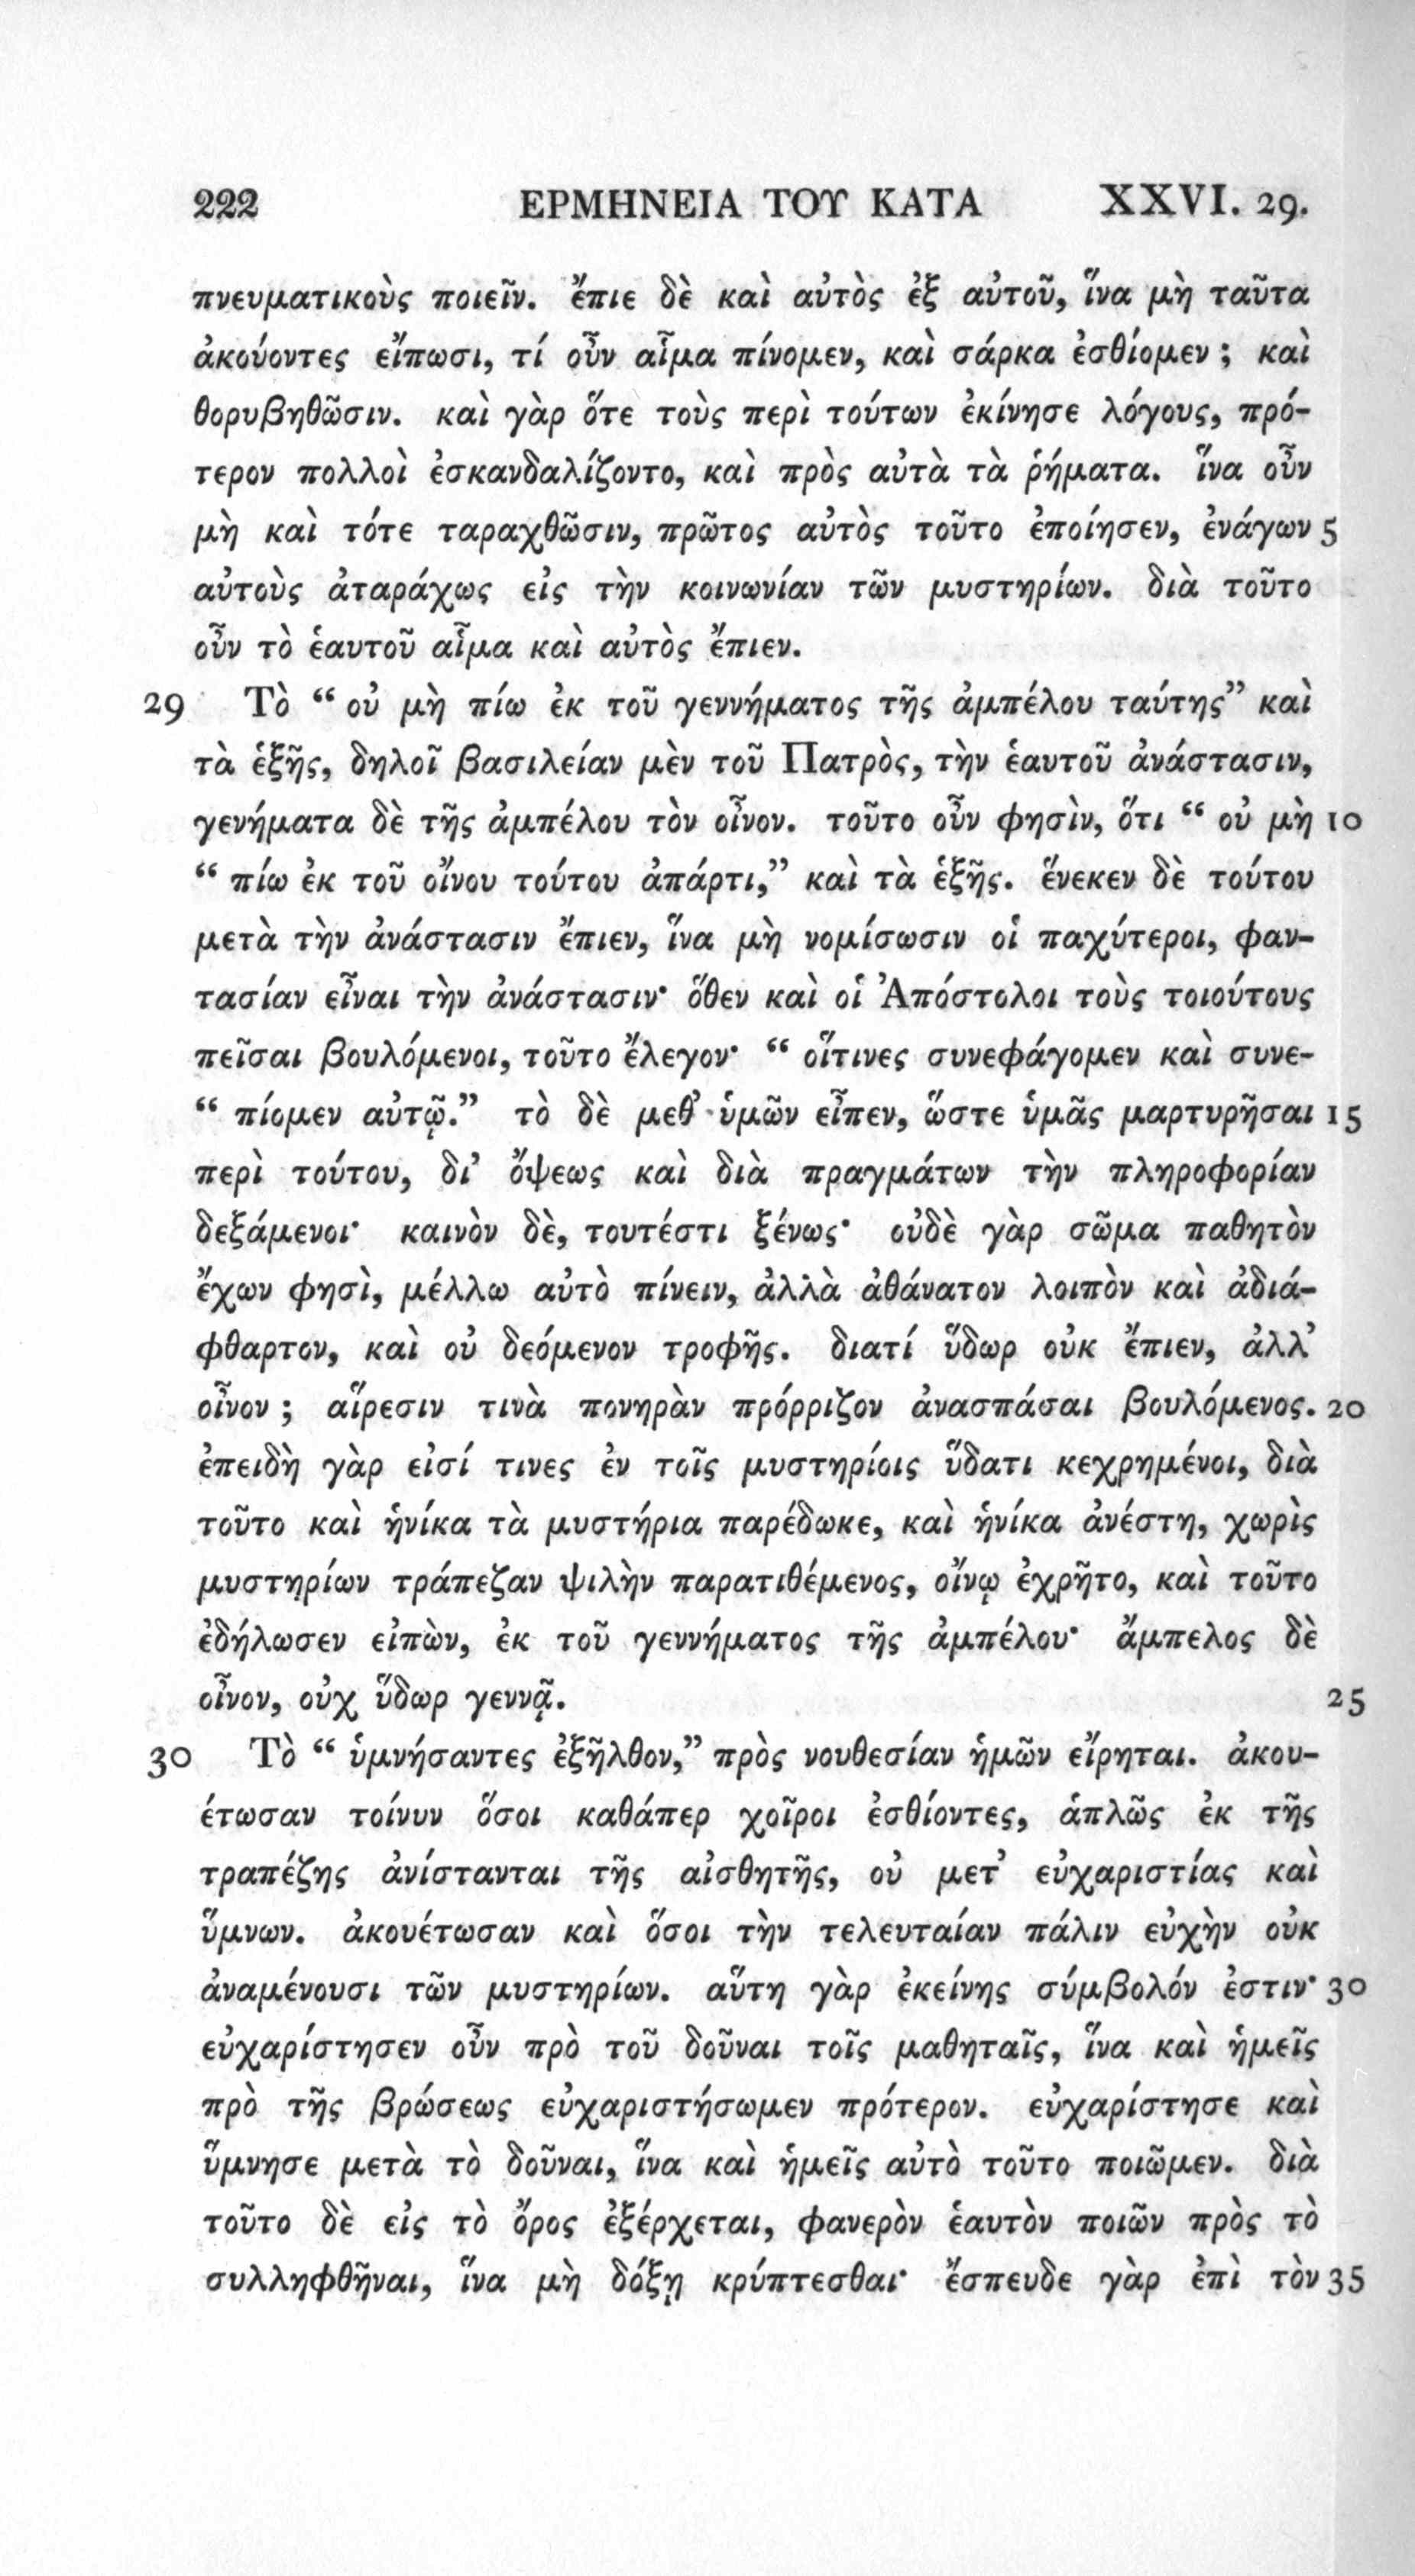 222 ΕΡΜΗΝΕΙΑ ΤΟΥ ΚΑΤΑ XXVI. 29.
πνευματικοὺς ποιεῖν. ἔπιε δὲ καὶ αὐτὸς ἐξ αὐτοῦ, ἵνα μὴ ταῦτα
ἀκούοντες εἴπωσι, τί οὖν αἷμα πίνομεν, καὶ σάρκα ἐσθίομεν ; καὶ
θορυβηθῶσιν. καὶ γὰρ ὅτε τοὺς περὶ τούτων ἐκίνησε λόγους, πρό-
τερον πολλοὶ ἐσκανδαλίζοντο, καὶ πρὸς αὐτὰ τὰ ῥήματα. ἵνα οὖν
μὴ καὶ τότε ταραχθῶσιν, πρῶτος αὐτὸς τοῦτο ἐποίησεν, ἐνάγων 5
αὐτοὺς ἀταράχως εἰς τὴν κοινωνίαν τῶν μυστηρίων. διὰ τοῦτο
οὖν τὸ ἑαυτοῦ αἷμα καὶ αὐτὸς ἔπιεν.
29 Τὸ “ οὐ μὴ πίω ἐκ τοῦ γεννήματος τῆς ἀμπέλου ταύτης” καὶ
τὰ ἑξῆς, δηλοῖ βασιλείαν μὲν τοῦ Πατρὸς, τὴν ἑαυτοῦ ἀνάστασιν,
γενήματα δὲ τῆς ἀμπέλου τὸν οἶνον. τοῦτο οὖν φησὶν, ὅτι “ οὐ μὴ 10
“ πίω ἐκ τοῦ οἴνου τούτου ἀπάρτι,” καὶ τὰ ἑξῆς. ἕνεκεν δὲ τούτου
μετὰ τὴν ἀνάστασιν ἔπιεν, ἵνα μὴ νομίσωσιν οἱ παχύτεροι, φαν-
τασίαν εἶναι τὴν ἀνάστασιν· ὅθεν καὶ οἱ Ἀπόστολοι τοὺς τοιούτους
πεῖσαι βουλόμενοι, τοῦτο ἔλεγον· “ οἵτινες συνεφάγομεν καὶ συνε-
“ πίομεν αὐτῷ.” τὸ δὲ μεθ’ ὑμῶν εἶπεν, ὥστε ὑμᾶς μαρτυρῆσαι 15
περὶ τούτου, δι’ ὄψεως καὶ διὰ πραγμάτων τὴν πληροφορίαν
δεξάμενοι· καινὸν δὲ, τουτέστι ξένως· οὐδὲ γὰρ σῶμα παθητὸν
ἔχων φησὶ, μέλλω αὐτὸ πίνειν, ἀλλὰ ἀθάνατον λοιπὸν καὶ ἀδιά-
φθαρτον, καὶ οὐ δεόμενον τροφῆς. διατί ὕδωρ οὐκ ἔπιεν, ἀλλ’
οἶνον ; αἵρεσιν τινὰ πονηρὰν πρόρριζον ἀνασπάσαι βουλόμενος. 20
ἐπειδὴ γὰρ εἰσί τινες ἐν τοῖς μυστηρίοις ὕδατι κεχρημένοι, διὰ
τοῦτο καὶ ἡνίκα τὰ μυστήρια παρέδωκε, καὶ ἡνίκα ἀνέστη, χωρὶς
μυστηρίων τράπεζαν ψιλὴν παρατιθέμενος, οἴνῳ ἐχρῆτο, καὶ τοῦτο
ἐδήλωσεν εἰπὼν, ἐκ τοῦ γεννήματος τῆς ἀμπέλου· ἄμπελος δὲ
οἶνον, οὐχ ὕδωρ γεννᾷ. 25
30 Τὸ “ ὑμνήσαντες ἐξῆλθον,” πρὸς νουθεσίαν ἡμῶν εἴρηται. ἀκου-
έτωσαν τοίνυν ὅσοι καθάπερ χοῖροι ἐσθίοντες, ἁπλῶς ἐκ τῆς
τραπέζης ἀνίστανται τῆς αἰσθητῆς, οὐ μετ’ εὐχαριστίας καὶ
ὕμνων. ἀκουέτωσαν καὶ ὅσοι τὴν τελευταίαν πάλιν εὐχὴν οὐκ
ἀναμένουσι τῶν μυστηρίων. αὕτη γὰρ ἐκείνης σύμβολόν ἐστιν· 30
εὐχαρίστησεν οὖν πρὸ τοῦ δοῦναι τοῖς μαθηταῖς, ἵνα καὶ ἡμεῖς
πρὸ τῆς βρώσεως εὐχαριστήσωμεν πρότερον. εὐχαρίστησε καὶ
ὕμνησε μετὰ τὸ δοῦναι, ἵνα καὶ ἡμεῖς αὐτὸ τοῦτο ποιῶμεν. διὰ
τοῦτο δὲ εἰς τὸ ὄρος ἐξέρχεται, φανερὸν ἑαυτὸν ποιῶν πρὸς τὸ
συλληφθῆναι, ἵνα μὴ δόξῃ κρύπτεσθαι· ἔσπευδε γὰρ ἐπὶ τὸν 35